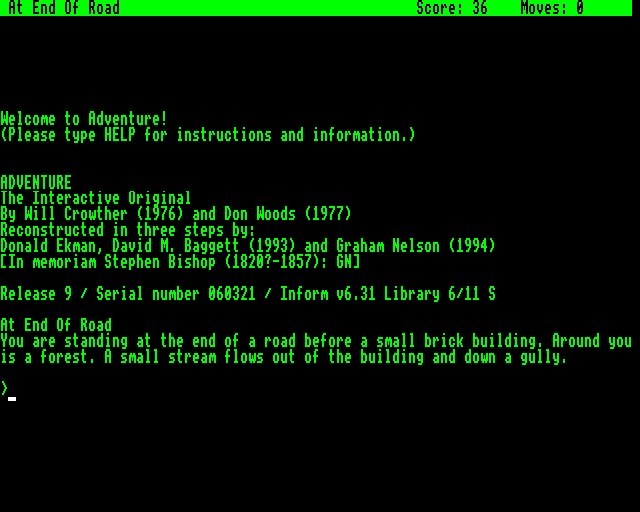 At End Of Road Score: 36 Moves: 0
Welcome to Adventure!
(Please type HELP for instructions and information.)
ADVENTURE
The Interactive Original
By Will Crowther (1976) and Don Woods (1977)
Reconstructed in three steps by:
Donald Ekman, David M. Baggett (1993) and Graham Nelson (1994)
[In memoriam Stephen Bishop (1820?-1857): GN]
Release 9 / Serial number 060321 / Inform v6.31 Library 6/11 S
At End Of Road
You are standing at the end of a road before a small brick building. Around you
is a forest. A small stream flows out of the building and down a gully.
>